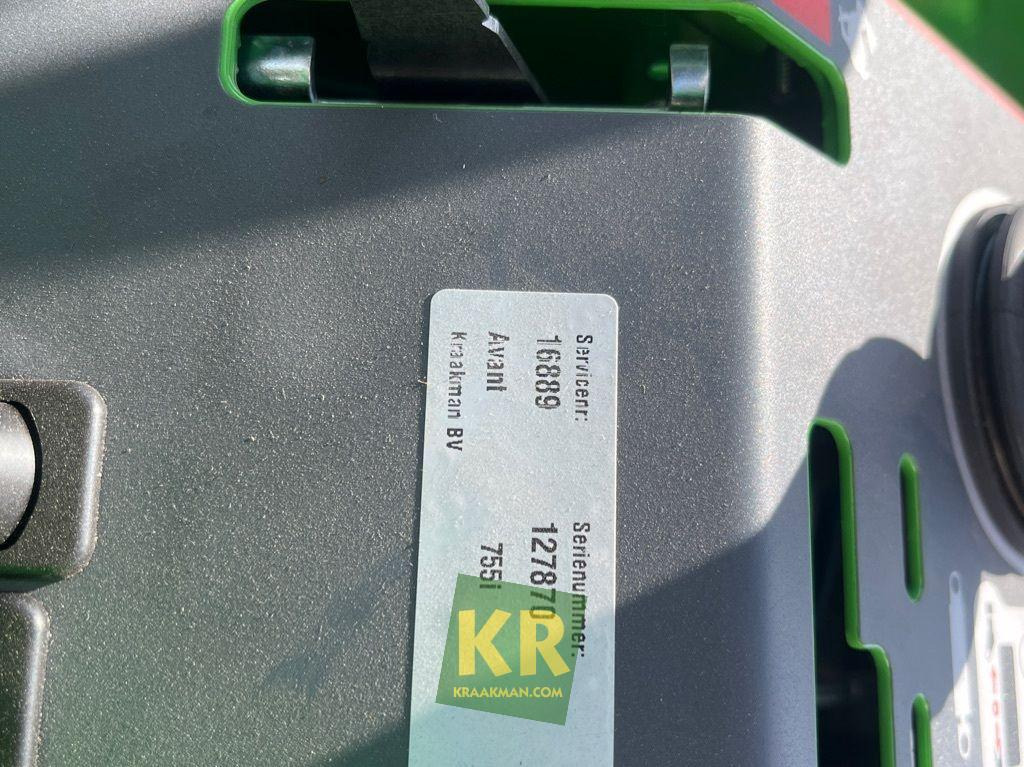 Servicenr: Serienummer:
16889 127870
Avant 755i
Kraakman BV
KR
KRAAKMAN.COM